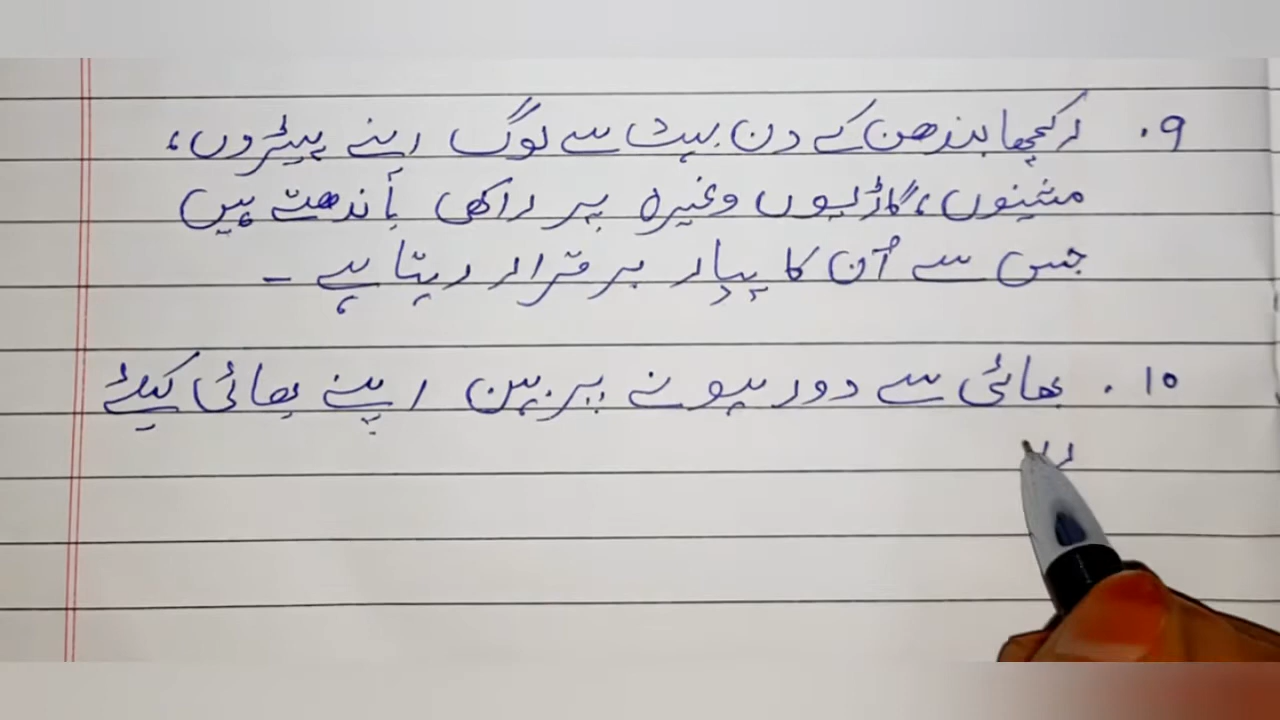 9. رکچھا بندھن کے دن بہت سے لوگ اپنے پیڑوں،
مشینوں، گاڑیوں وغیرہ پر راکھی باندھتے ہیں
جس سے اُن کا پیار برقرار رہتا ہے ۔
10. بھائی سے دور ہونے پر بہن اپنے بھائی کیلئے